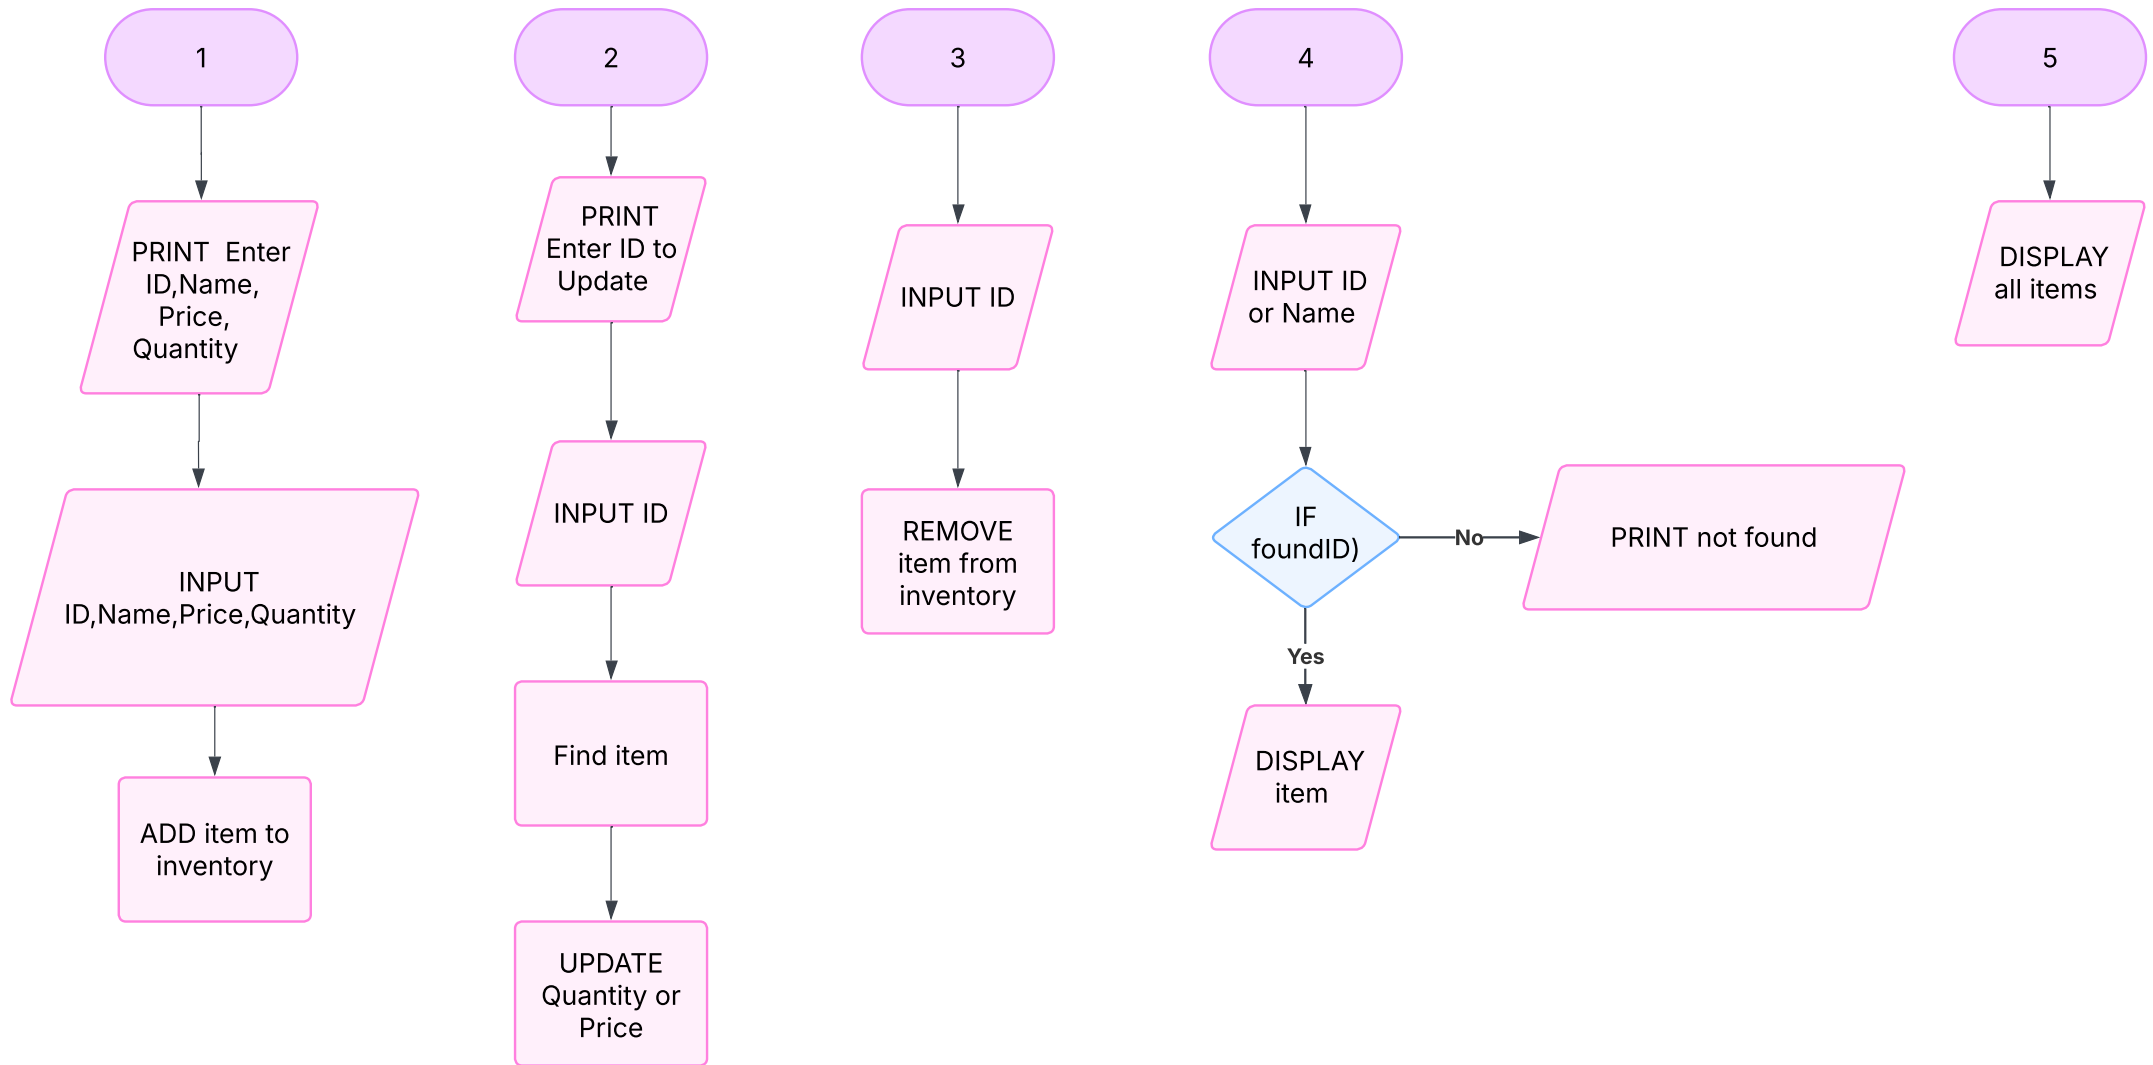 1
PRINT  Enter
ID,Name,
Price,
Quantity
INPUT
ID,Name,Price,Quantity
ADD item to
inventory
2
PRINT
Enter ID to
Update
INPUT ID
Find item
UPDATE
Quantity or
Price
3
INPUT ID
REMOVE
item from
inventory
4
INPUT ID
or Name
IF
foundID)
No
PRINT not found
Yes
DISPLAY
item
5
DISPLAY
all items